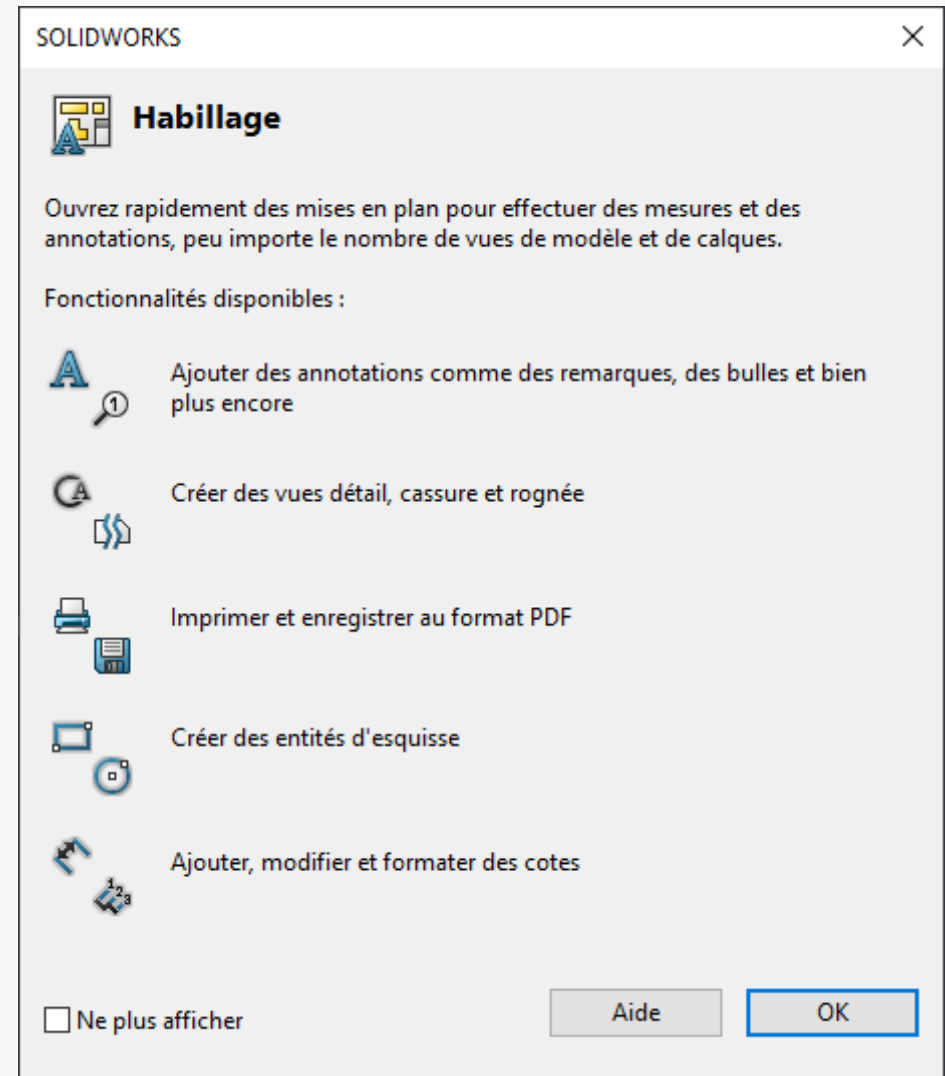 SOLIDWORKS
Habillage
Ouvrez rapidement des mises en plan pour effectuer des mesures et des
annotations, peu importe le nombre de vues de modèle et de calques.
Fonctionnalités disponibles :
Ajouter des annotations comme des remarques, des bulles et bien
plus encore
Créer des vues détail, cassure et rognée
Imprimer et enregistrer au format PDF
Créer des entités d'esquisse
Ajouter, modifier et formater des cotes
Ne plus afficher
Aide
OK